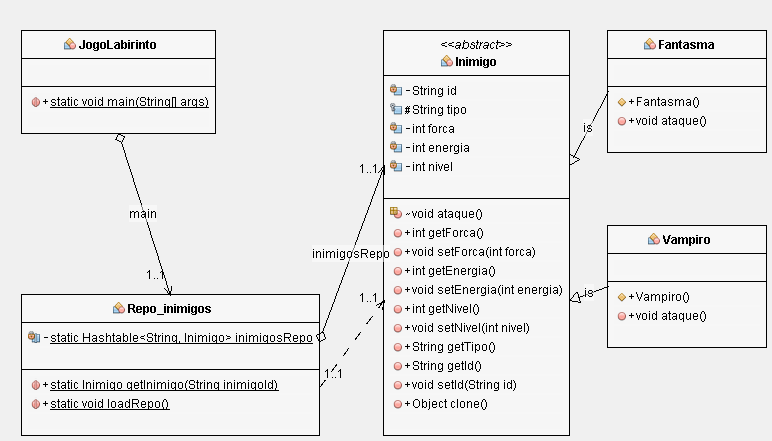 JogoLabirinto
+ static void main(String[] args)
main
1..1
Repo_inimigos
- static Hashtable<String, Inimigo> inimigosRepo
+ static Inimigo getInimigo(String inimigoId)
+ static void loadRepo()
1..1
inimigosRepo
1..1
1..1
<<abstract>>
Inimigo
- String id
# String tipo
- int forca
- int energia
- int nivel
~void ataque()
+ int getForca()
+ void setForca(int forca)
+ int getEnergia()
+void setEnergia(int energia)
+ int getNivel()
+ void setNivel(int nivel)
+ String getTipo()
+ String getId()
+ void setId(String id)
+ Object clone()
Fantasma
+ Fantasma()
+ void ataque()
is
Vampiro
+ Vampiro()
+ void ataque()
is